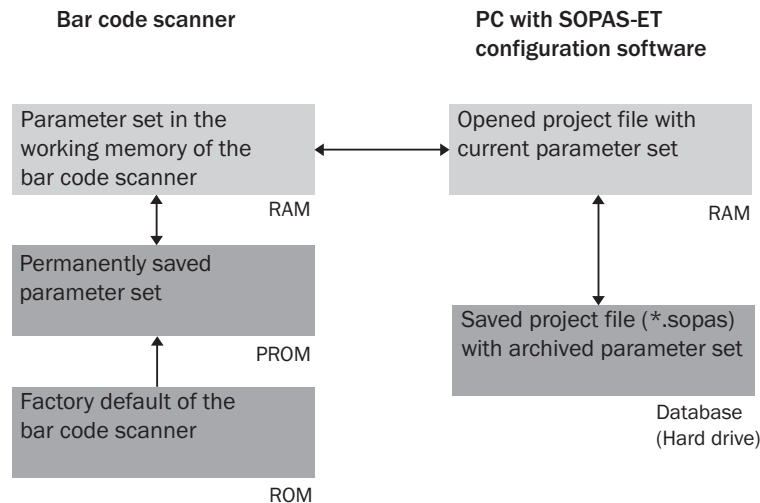 Bar code scanner
PC with SOPAS-ET
configuration software
Parameter set in the
working memory of the
bar code scanner
RAM
Opened project file with
current parameter set
RAM
Permanently saved
parameter set
PROM
Saved project file (*.sopas)
with archived parameter set
Database
(Hard drive)
Factory default of the
bar code scanner
ROM